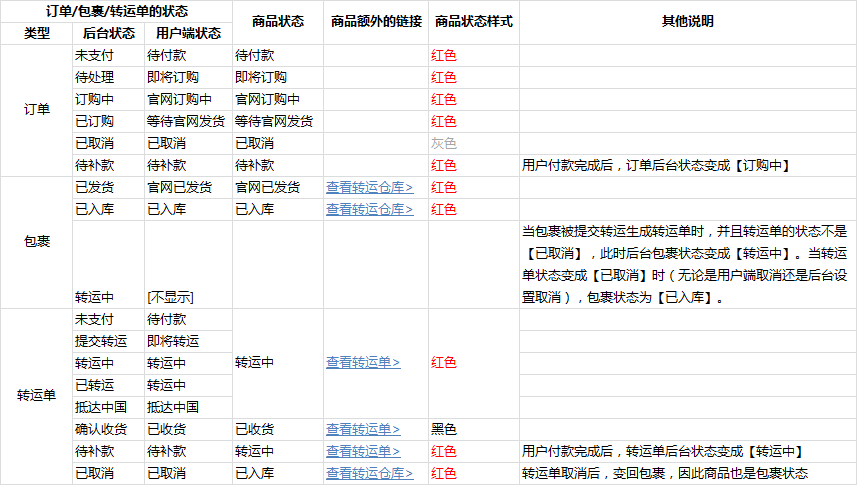 订单/包裹/转运单的状态 商品状态 商品额外的链接 商品状态样式 其他说明
类型 后台状态 用户端状态
订单
未支付 待付款 待付款 红色
待处理 即将订购 即将订购 红色
订购中 官网订购中 官网订购中 红色
已订购 等待官网发货 等待官网发货 红色
已取消 已取消 已取消 灰色
待补款 待补款 待补款 红色 用户付款完成后，订单后台状态变成【订购中】
包裹
已发货 官网已发货 官网已发货 查看转运仓库> 红色
已入库 已入库 已入库 查看转运仓库> 红色
转运中 [不显示]
当包裹被提交转运生成转运单时，并且转运单的状态不是
【已取消】，此时后台包裹状态变成【转运中】。当转运
单状态变成【已取消】时（无论是用户端取消还是后台设
置取消），包裹状态为【已入库】。
转运单
未支付 待付款
提交转运 即将转运
转运中 转运中 转运中 查看转运单> 红色
已转运 转运中
抵达中国 抵达中国
确认收货 已收货 已收货 查看转运单> 黑色
待补款 待补款 转运中 查看转运单> 红色 用户付款完成后，转运单后台状态变成【转运中】
已取消 已取消 已入库 查看转运仓库> 红色 转运单取消后，变回包裹，因此商品也是包裹状态